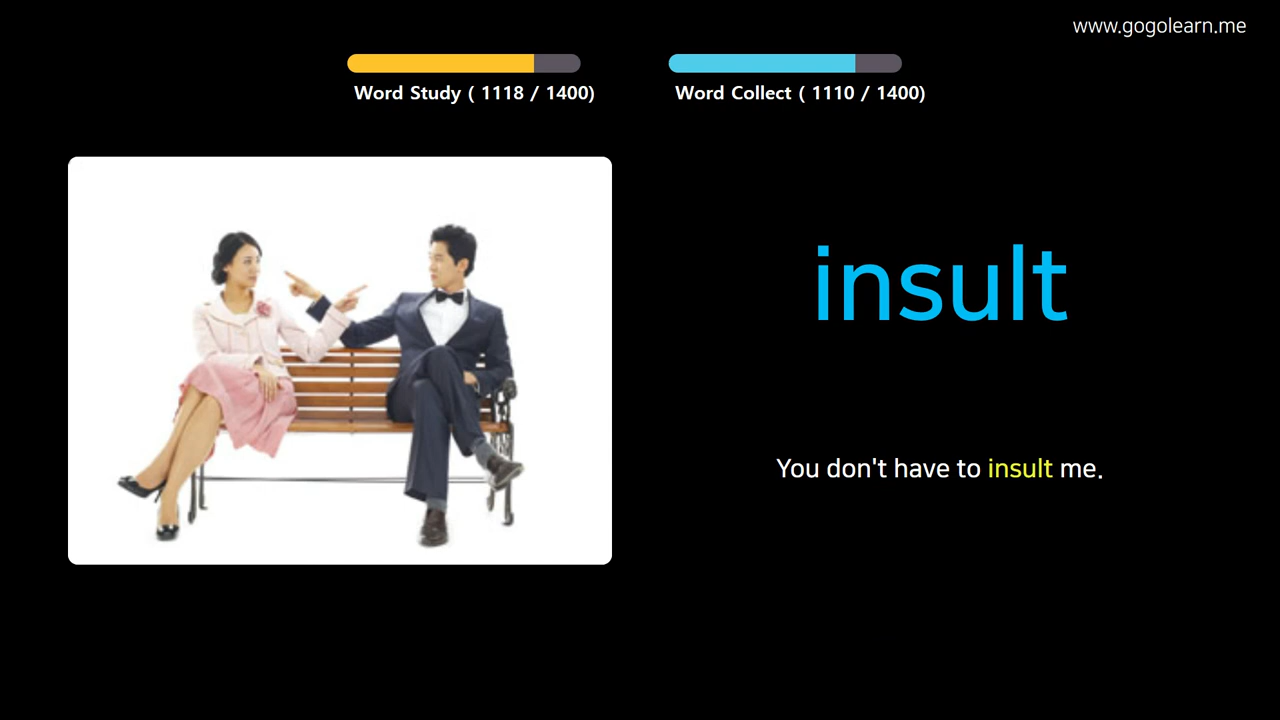 www.gogolearn.me
Word Study ( 1118 / 1400)
Word Collect ( 1110 / 1400)
insult
You don't have to insult me.